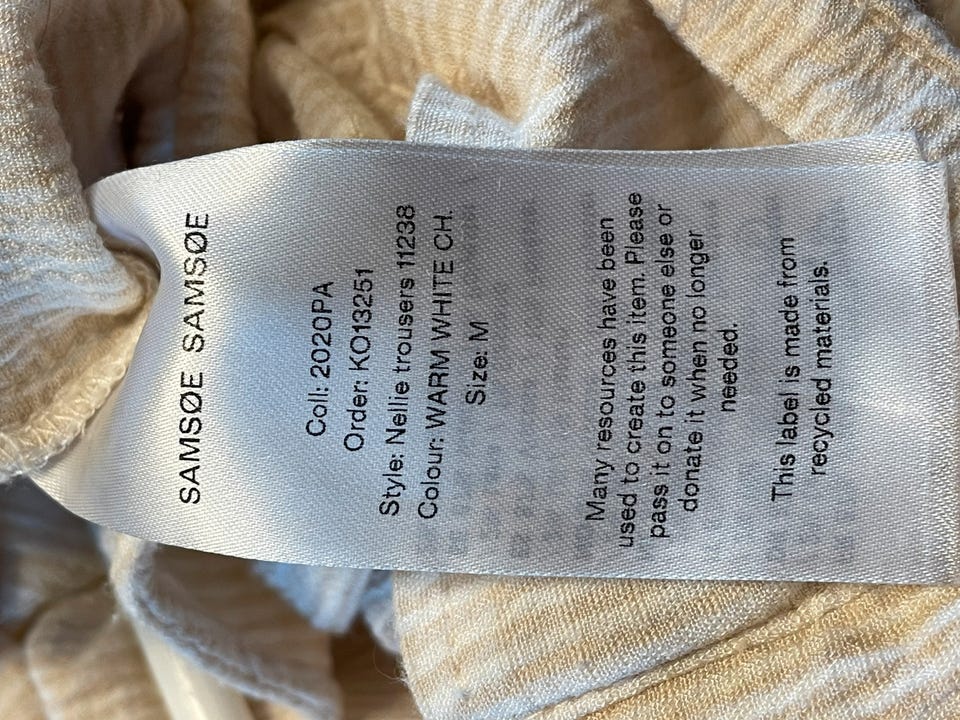 SAMSØE SAMSØE
Coll: 2020PA
Order: KO13251
Style: Nellie trousers 11238
Colour: WARM WHITE CH.
Size: M
Many resources have been
used to create this item. Please
pass it on to someone else or
donate it when no longer
needed.
This label is made from
recycled materials.